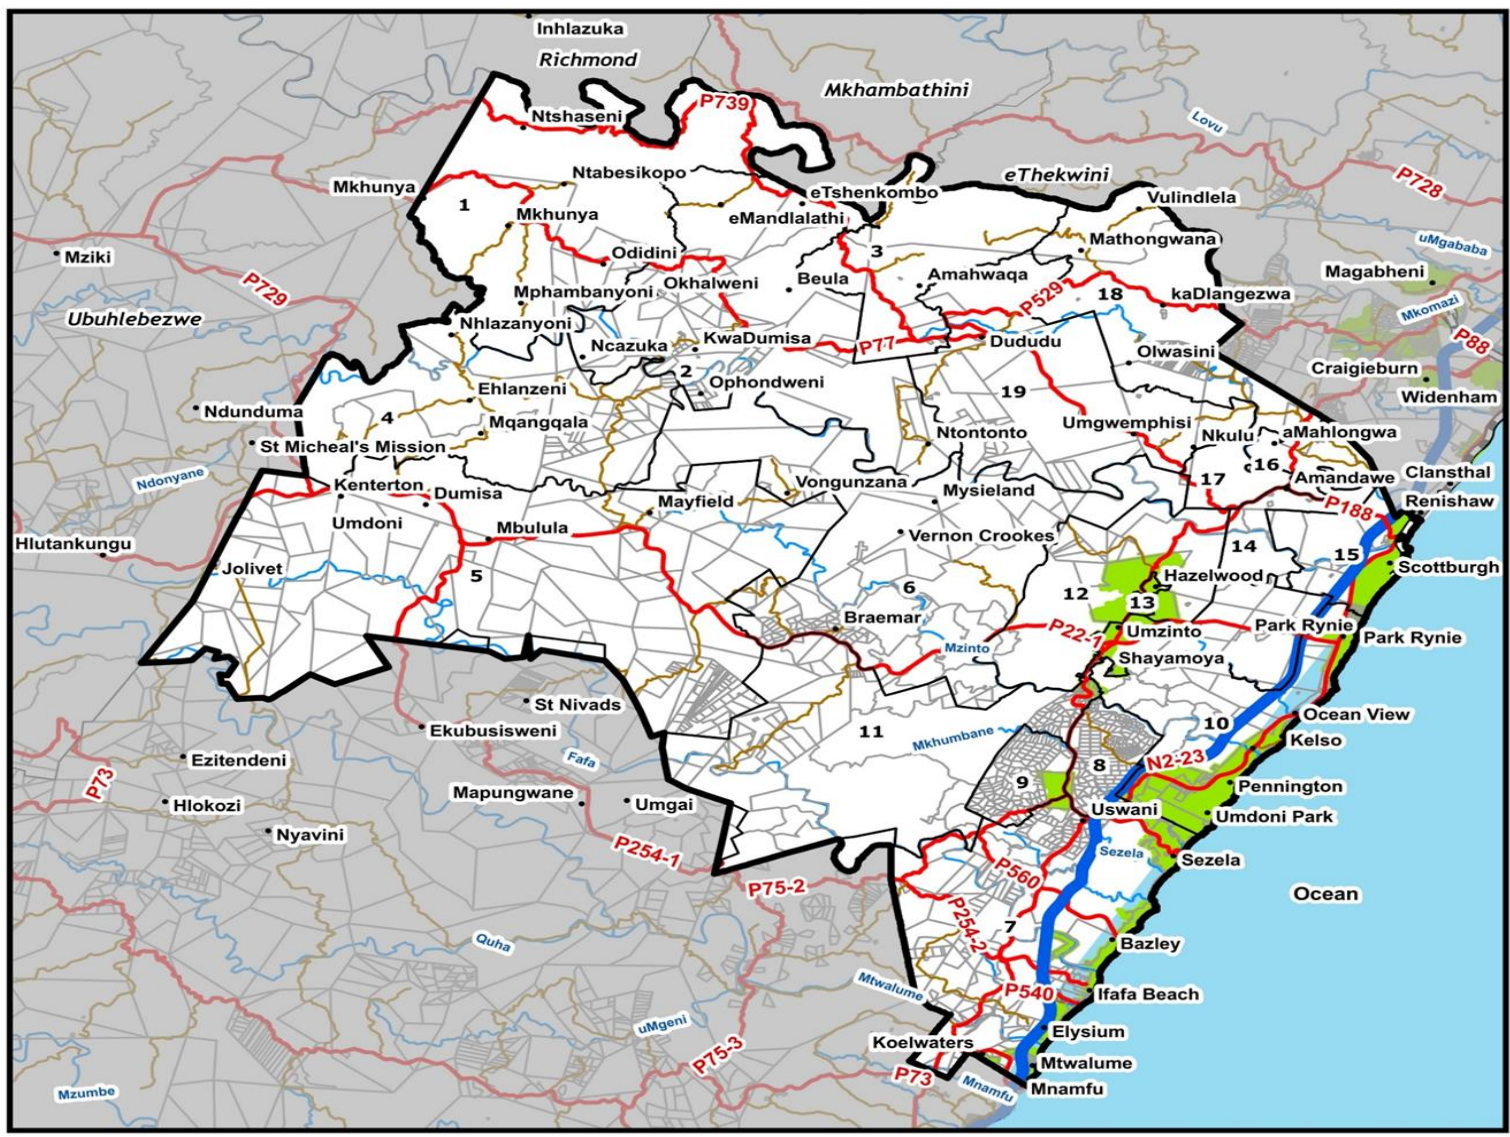 Inhlazuka
Richmond
Mkhambathini
P739
Ntshaseni
Lovu
eThekwini
P728
Mkhunya
Ntabesikopo
eTshenkombo
Vulindlela
1
Mkhunya
eMandlalathi
Mathongwana
uMgababa
Mziki
Odidini
3
Amahwaqa
Magabheni
P729
Mphambanyoni
Okhalweni
Beula
P529
18
kaDlangezwa
Mkomazi
Ubuhlebezwe
Nhlazanyoni
Ncazuka
KwaDumisa
P77
Dududu
Olwasini
P88
2
Craigieburn
Ehlanzeni
Ophondweni
19
Widenham
Ndunduma
4
Mqangqala
Umgwemphisi
Ntontonto
Nkulu
aMahlongwa
St Micheal's Mission
16
Clansthal
Ndonyane
Kenterton
Dumisa
Vongunzana
Mysieland
17
Amandawe
Renishaw
Umdoni
Mbulula
Mayfield
P188
Hlutankungu
Vernon Crookes
14
15
Jolivet
5
6
12
Hazelwood
Scottburgh
13
Braemar
P22-1
Umzinto
Park Rynie
Park Rynie
Mzinto
Shayamoya
St Nivads
Ekubusisweni
11
Mkhumbane
10
Ocean View
Kelso
Ezitendeni
Fafa
N2-23
P73
8
9
Pennington
Hlokozi
Mapungwane
Umgai
Uswani
Umdoni Park
Nyavini
P254-1
Sezela
Sezela
P75-2
P560
Ocean
P254-2
7
Quha
Bazley
Mtwalume
P540
Ifafa Beach
uMgeni
Koelwaters
Elysium
P75-3
Mtwalume
P73
Mnamfu
Mnamfu
Mzumbe